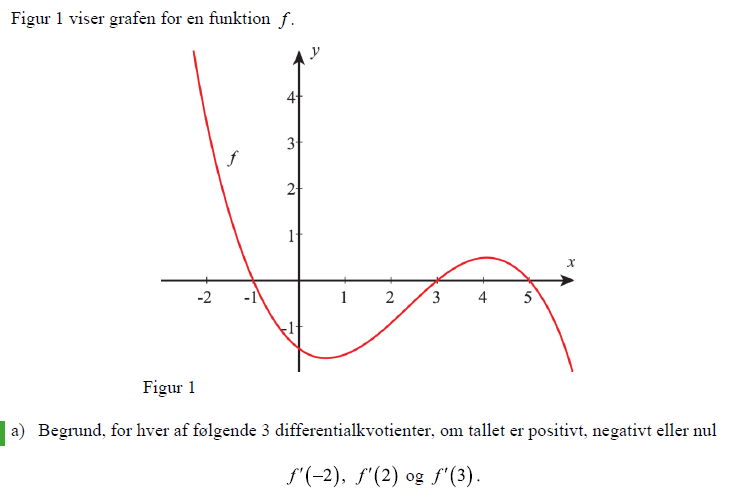 Figur 1 viser grafen for en funktion f.
y
4
3
f
2
1
x
-2 -1 1 2 3 4 5
-1
Figur 1
a) Begrund, for hver af følgende 3 differentialkvotienter, om tallet er positivt, negativt eller nul
f'(−2), f'(2) og f'(3).